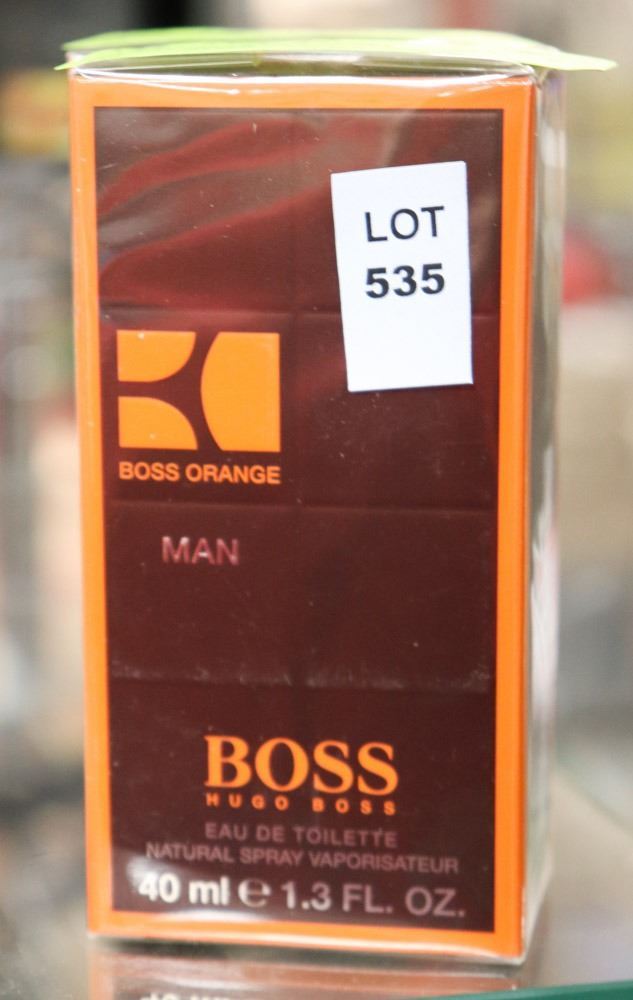 LOT
535
BOSS ORANGE
MAN
BOSS
HUGO BOSS
EAU DE TOILETTE
NATURAL SPRAY VAPORISATEUR
40 ml e 1.3 FL. OZ.